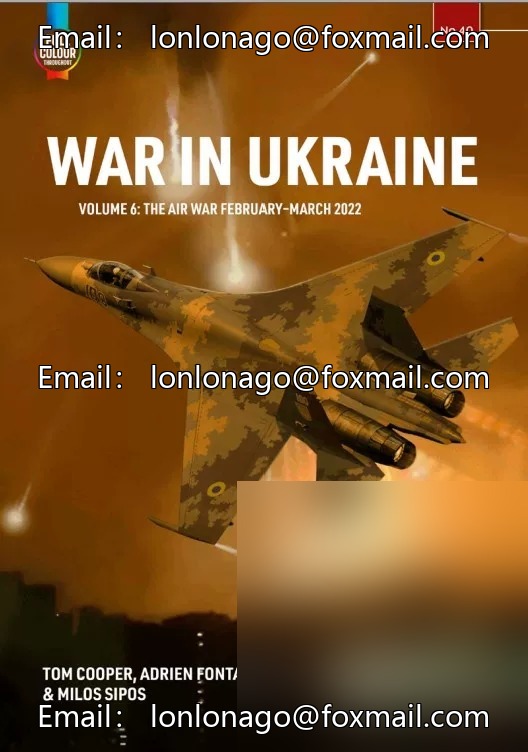 Email： lonlonago@foxmail.com
COLOUR
THROUGHOUT
WAR IN UKRAINE
VOLUME 6: THE AIR WAR FEBRUARY–MARCH 2022
Email： lonlonago@foxmail.com
TOM COOPER, ADRIEN FONTA
& MILOS SIPOS
Email： lonlonago@foxmail.com